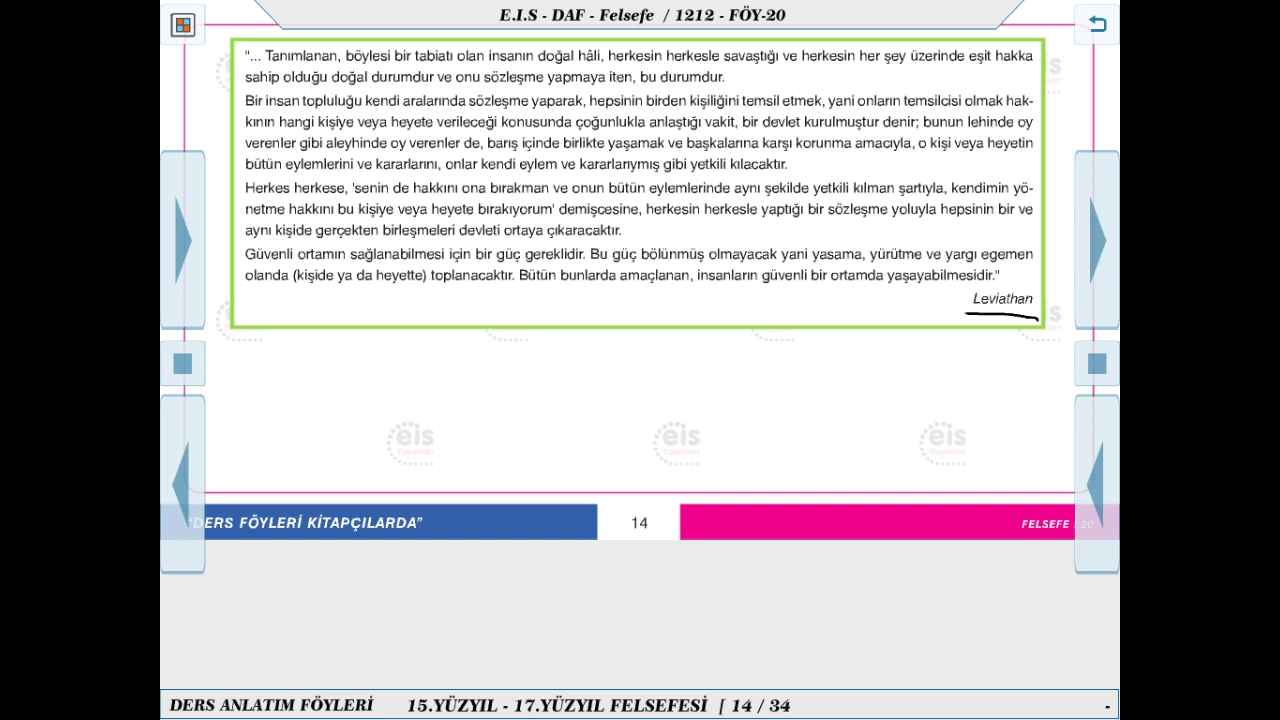 E.I.S - DAF - Felsefe / 1212 - FÖY-20
"... Tanımlanan, böylesi bir tabiatı olan insanın doğal hâli, herkesin herkesle savaştığı ve herkesin her şey üzerinde eşit hakka
sahip olduğu doğal durumdur ve onu sözleşme yapmaya iten, bu durumdur.
Bir insan topluluğu kendi aralarında sözleşme yaparak, hepsinin birden kişiliğini temsil etmek, yani onların temsilcisi olmak hak-
kının hangi kişiye veya heyete verileceği konusunda çoğunlukla anlaştığı vakit, bir devlet kurulmuştur denir; bunun lehinde oy
verenler gibi aleyhinde oy verenler de, barış içinde birlikte yaşamak ve başkalarına karşı korunma amacıyla, o kişi veya heyetin
bütün eylemlerini ve kararlarını, onlar kendi eylem ve kararlarıymış gibi yetkili kılacaktır.
Herkes herkese, 'senin de hakkını ona bırakman ve onun bütün eylemlerinde aynı şekilde yetkili kılman şartıyla, kendimin yö-
netme hakkını bu kişiye veya heyete bırakıyorum' demişcesine, herkesin herkesle yaptığı bir sözleşme yoluyla hepsinin bir ve
aynı kişide gerçekten birleşmeleri devleti ortaya çıkaracaktır.
Güvenli ortamın sağlanabilmesi için bir güç gereklidir. Bu güç bölünmüş olmayacak yani yasama, yürütme ve yargı egemen
olanda (kişide ya da heyette) toplanacaktır. Bütün bunlarda amaçlanan, insanların güvenli bir ortamda yaşayabilmesidir."
Leviathan
eis Yayınları eis Yayınları eis Yayınları
"DERS FÖYLERİ KİTAPÇILARDA"
14
FELSEFE 20
DERS ANLATIM FÖYLERİ 15.YÜZYIL - 17.YÜZYIL FELSEFESİ [ 14 / 34
-